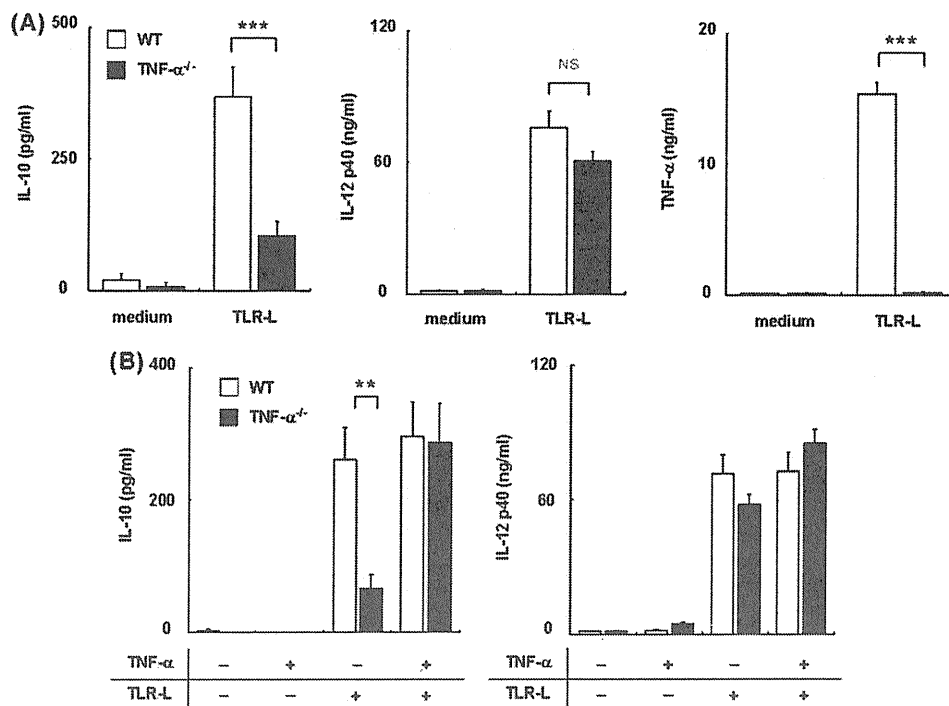 (A)
500
250
0
IL-10 (pg/ml)
WT
TNF-α-/-
***
medium
TLR-L
120
60
0
IL-12 p40 (ng/ml)
NS
medium
TLR-L
20
10
0
TNF-α (ng/ml)
***
medium
TLR-L
(B)
400
200
0
IL-10 (pg/ml)
WT
TNF-α-/-
**
120
60
0
IL-12 p40 (ng/ml)
TNF-α − + − +
TLR-L − − + +
TNF-α − + − +
TLR-L − − + +